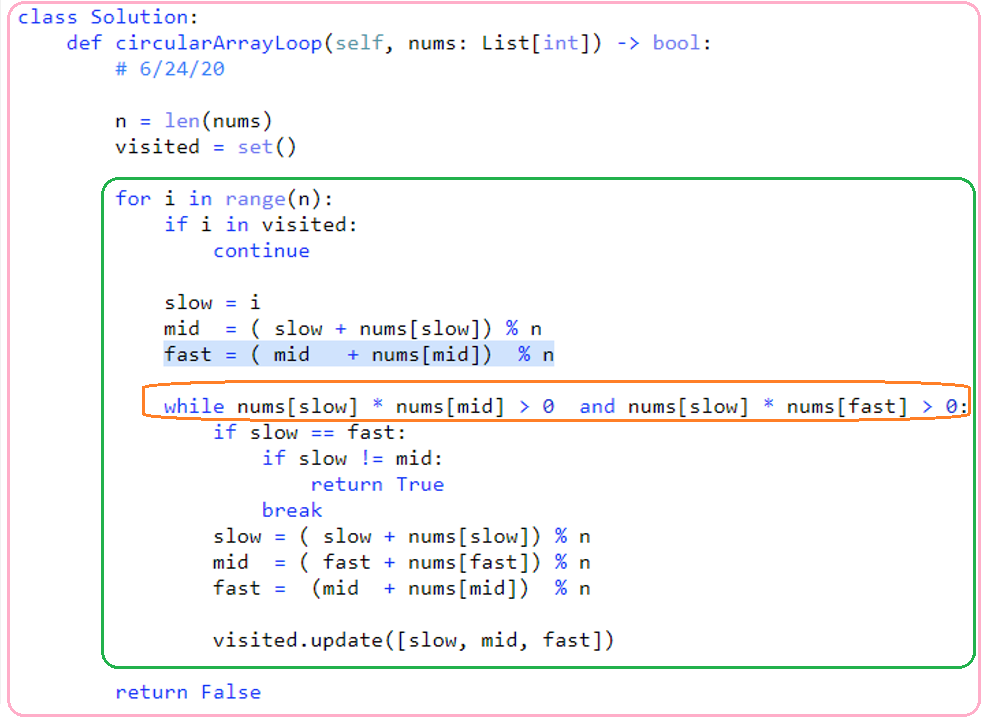 class Solution:
    def circularArrayLoop(self, nums: List[int]) -> bool:
        # 6/24/20

        n = len(nums)
        visited = set()

        for i in range(n):
            if i in visited:
                continue

            slow = i
            mid  = ( slow + nums[slow]) % n
            fast = ( mid   + nums[mid])  % n

            while nums[slow] * nums[mid] > 0  and nums[slow] * nums[fast] > 0:
                if slow == fast:
                    if slow != mid:
                        return True
                    break
                slow = ( slow + nums[slow]) % n
                mid  = ( fast + nums[fast]) % n
                fast =  (mid  + nums[mid])  % n

                visited.update([slow, mid, fast])

        return False